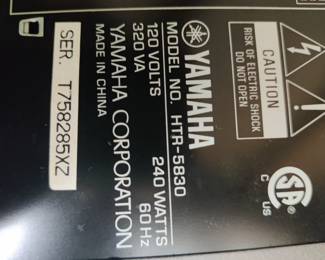 YAMAHA
MODEL NO. HTR-5830
120 VOLTS 240 WATTS
320 VA 60 Hz
YAMAHA CORPORATION
MADE IN CHINA
SER. T758285XZ
CAUTION
RISK OF ELECTRIC SHOCK
DO NOT OPEN
SA
C US